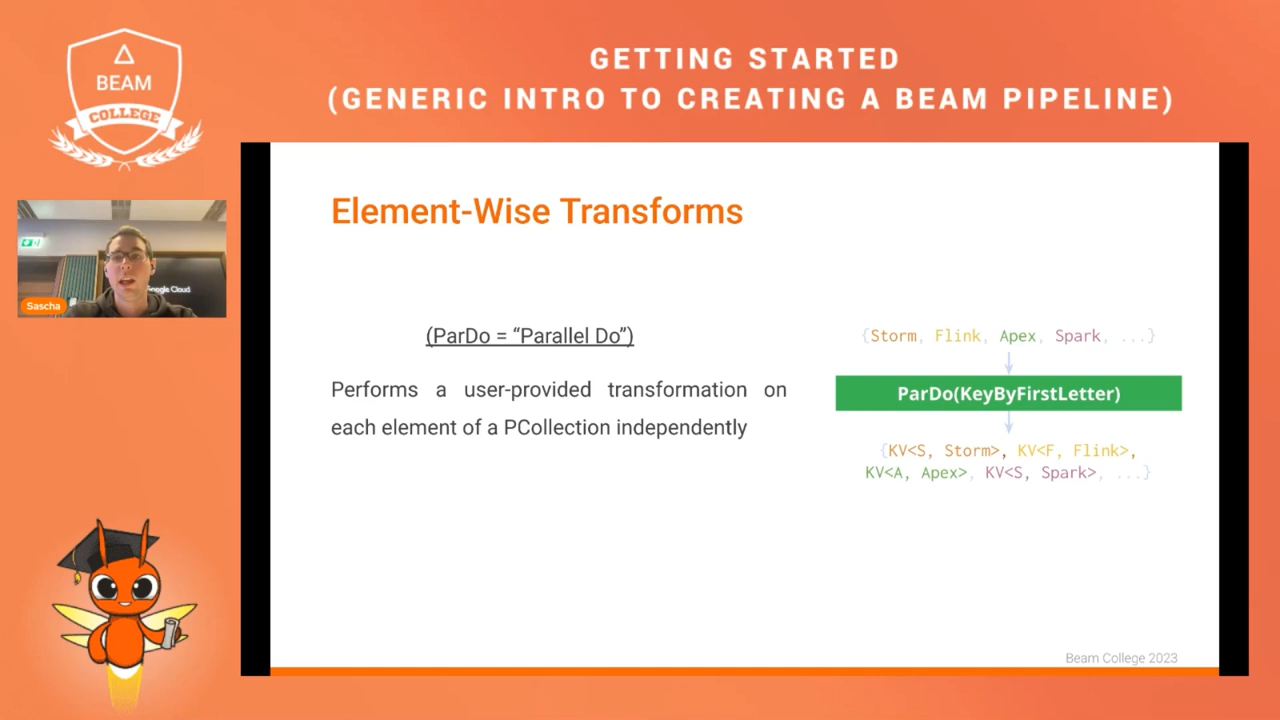 BEAM
COLLEGE
GETTING STARTED
(GENERIC INTRO TO CREATING A BEAM PIPELINE)
Google Cloud
Sascha
Element-Wise Transforms
(ParDo = “Parallel Do”)
Performs a user-provided transformation on
each element of a PCollection independently
{Storm, Flink, Apex, Spark, ...}
ParDo(KeyByFirstLetter)
{KV<S, Storm>, KV<F, Flink>,
KV<A, Apex>, KV<S, Spark>, ...}
Beam College 2023